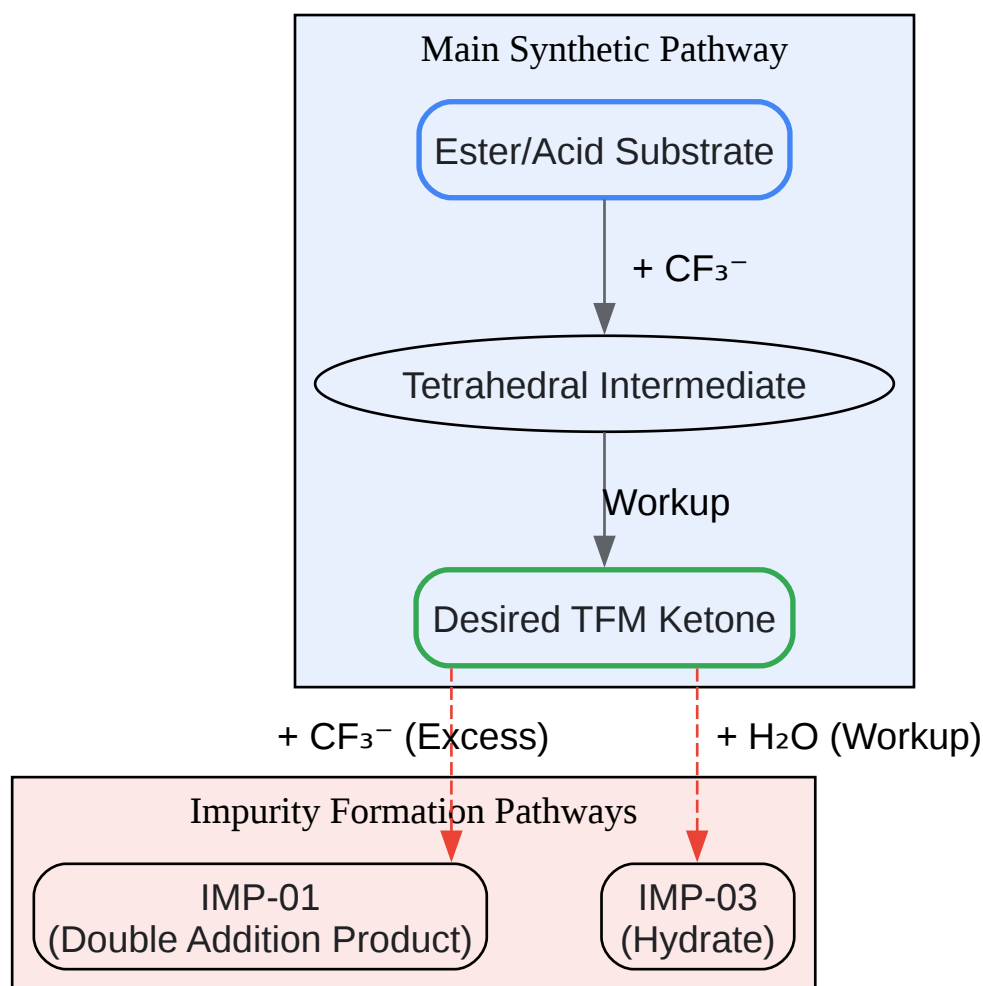 Main Synthetic Pathway
Ester/Acid Substrate
+ CF₃⁻
Tetrahedral Intermediate
Workup
Desired TFM Ketone
+ CF₃⁻ (Excess)
+ H₂O (Workup)
Impurity Formation Pathways
IMP-01
(Double Addition Product)
IMP-03
(Hydrate)